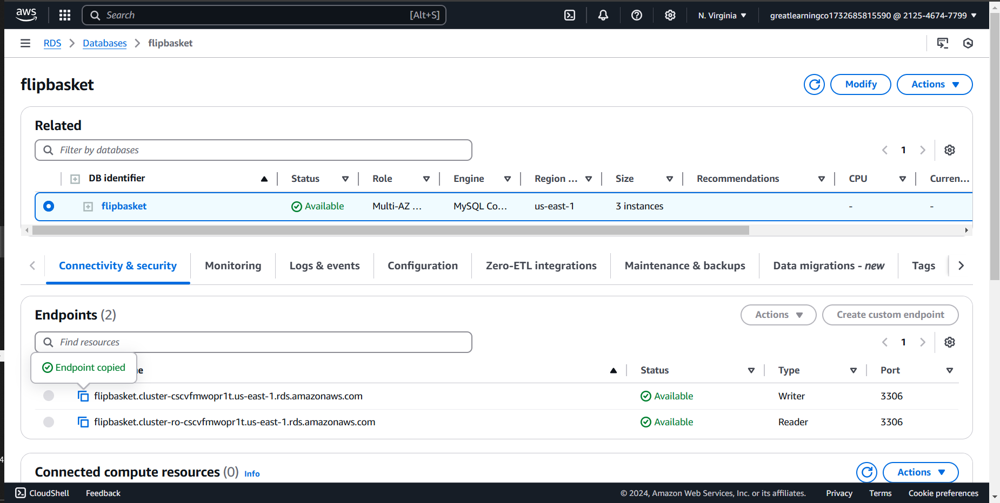 aws Search [Alt+S] N. Virginia greatlearningco1732685815590 @ 2125-4674-7799
RDS Databases flipbasket
flipbasket Modify Actions
Related
Filter by databases 1
DB identifier Status Role Engine Region ... Size Recommendations CPU Curren...
flipbasket Available Multi-AZ ... MySQL Co... us-east-1 3 instances - -
Connectivity & security Monitoring Logs & events Configuration Zero-ETL integrations Maintenance & backups Data migrations - new Tags
Endpoints (2) Actions Create custom endpoint
Find resources 1
Endpoint copied
Status Type Port
flipbasket.cluster-cscvfmwopr1t.us-east-1.rds.amazonaws.com Available Writer 3306
flipbasket.cluster-ro-cscvfmwopr1t.us-east-1.rds.amazonaws.com Available Reader 3306
Connected compute resources (0) Info Actions
CloudShell Feedback © 2024, Amazon Web Services, Inc. or its affiliates. Privacy Terms Cookie preferences